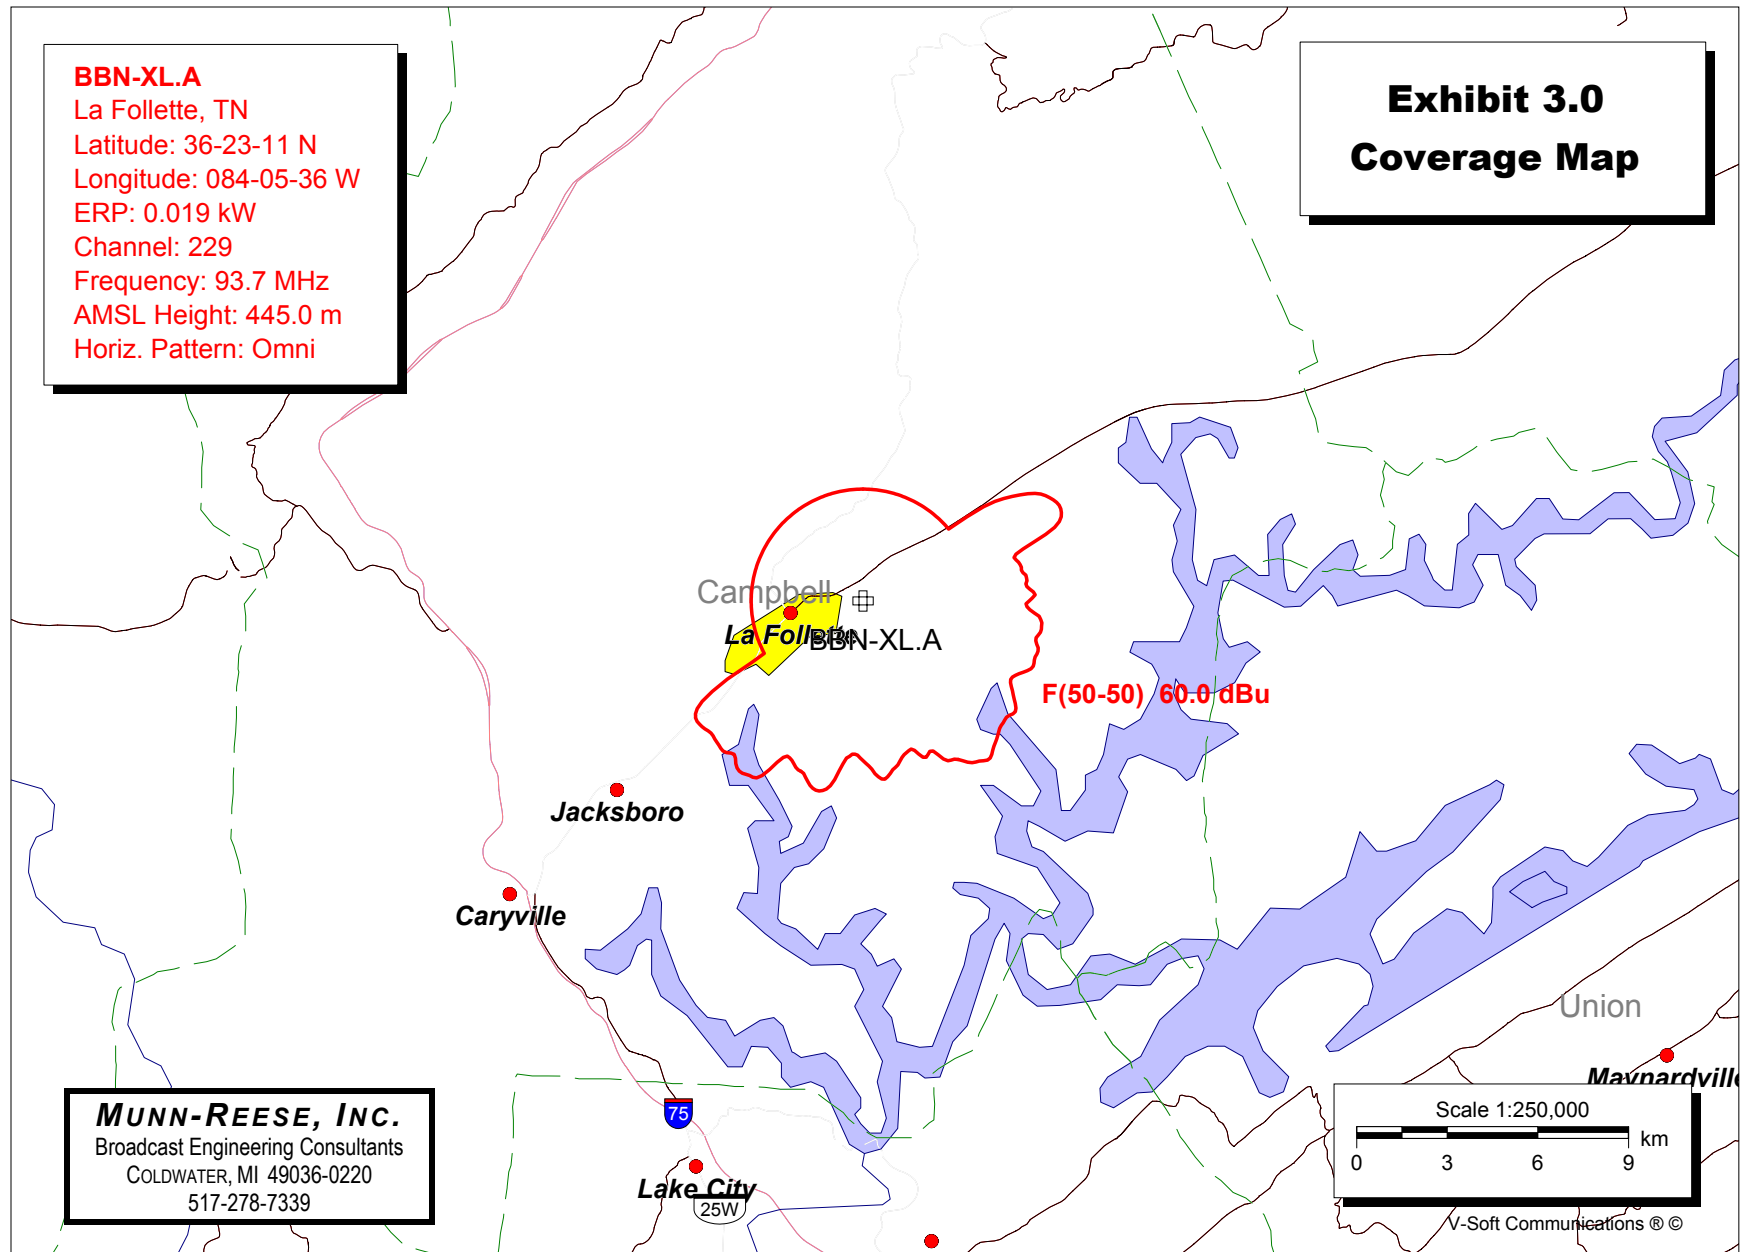 BBN-XL.A
La Follette, TN
Latitude: 36-23-11 N
Longitude: 084-05-36 W
ERP: 0.019 kW
Channel: 229
Frequency: 93.7 MHz
AMSL Height: 445.0 m
Horiz. Pattern: Omni
Exhibit 3.0
Coverage Map
Campbell
La Follette
BBN-XL.A
F(50-50) 60.0 dBu
Jacksboro
Caryville
Union
Maynardville
75
Lake City
25W
MUNN-REESE, INC.
Broadcast Engineering Consultants
COLDWATER, MI 49036-0220
517-278-7339
Scale 1:250,000
km
0 3 6 9
V-Soft Communications ® ©